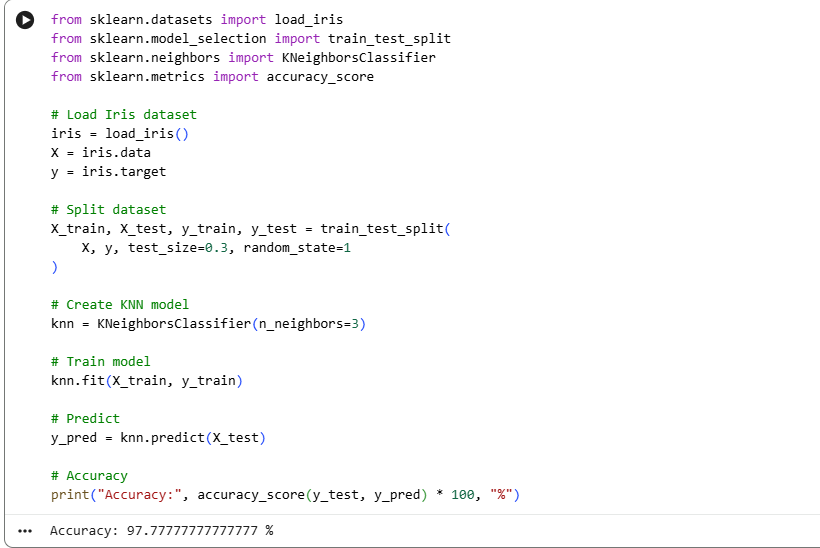 from sklearn.datasets import load_iris
from sklearn.model_selection import train_test_split
from sklearn.neighbors import KNeighborsClassifier
from sklearn.metrics import accuracy_score
# Load Iris dataset
iris = load_iris()
X = iris.data
y = iris.target
# Split dataset
X_train, X_test, y_train, y_test = train_test_split(
    X, y, test_size=0.3, random_state=1
)
# Create KNN model
knn = KNeighborsClassifier(n_neighbors=3)
# Train model
knn.fit(X_train, y_train)
# Predict
y_pred = knn.predict(X_test)
# Accuracy
print("Accuracy:", accuracy_score(y_test, y_pred) * 100, "%")
Accuracy: 97.77777777777777 %